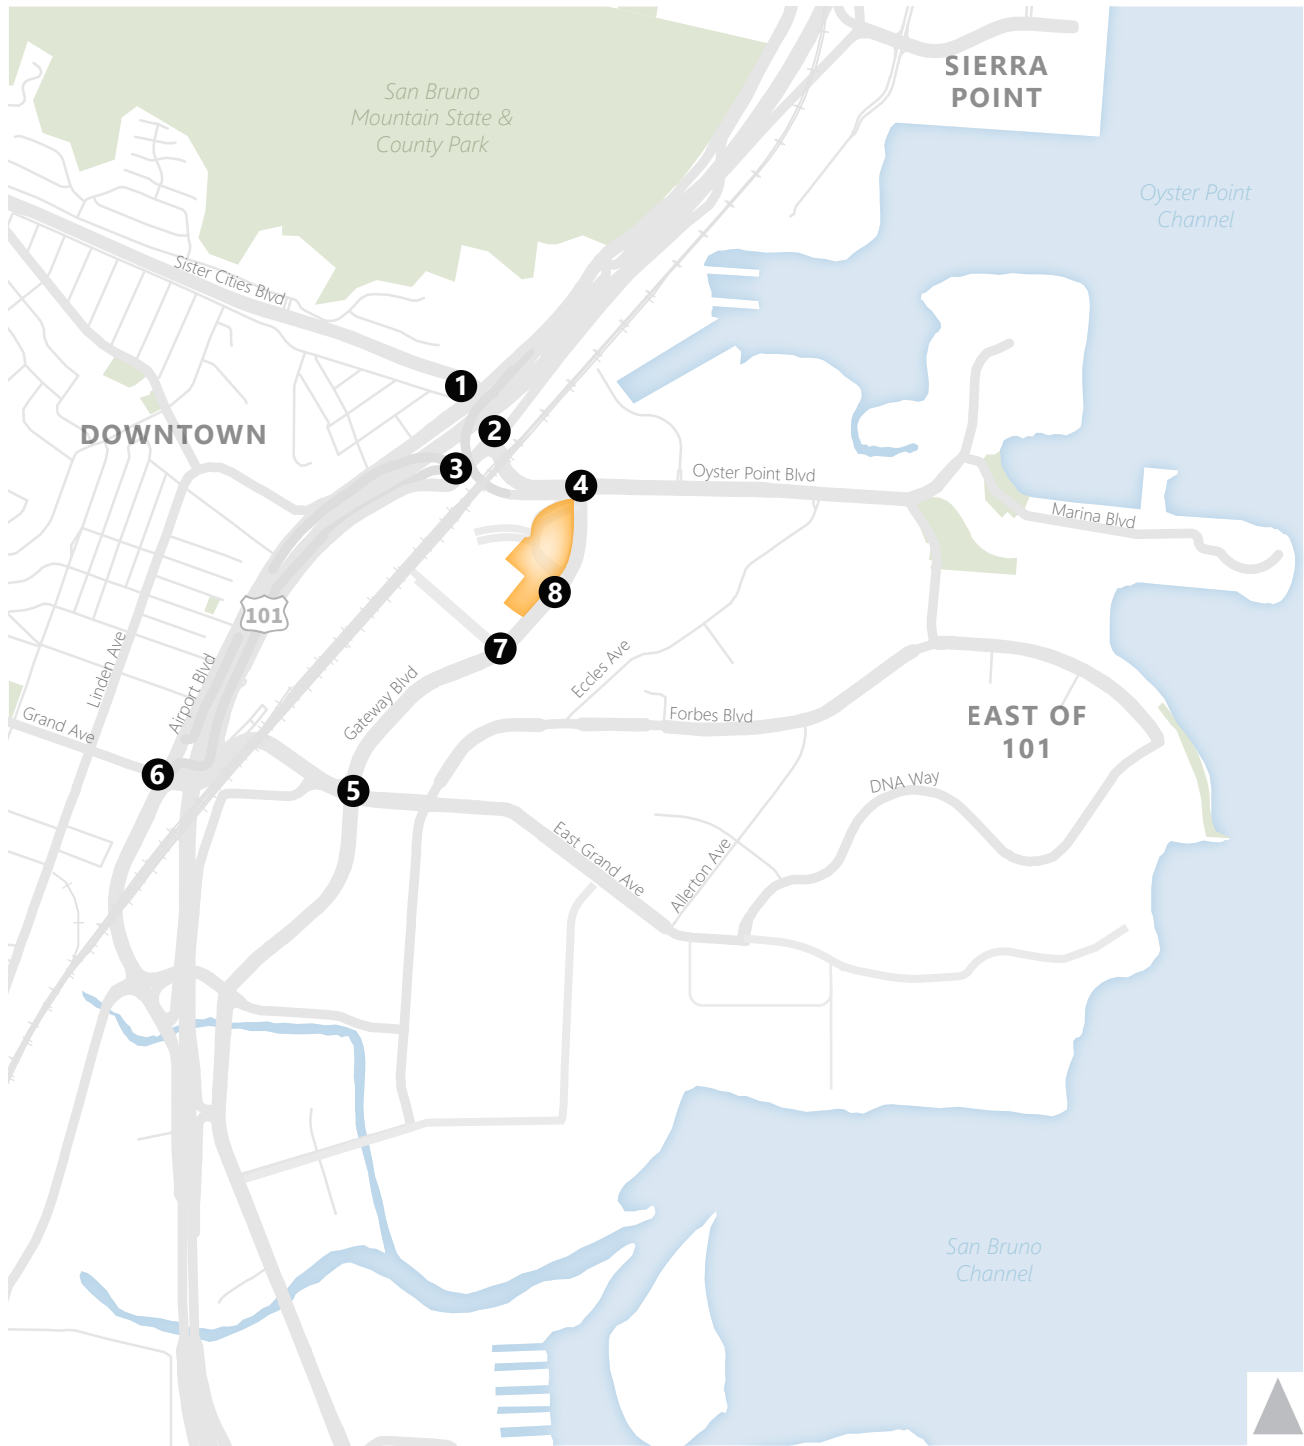 SIERRA
POINT
San Bruno
Mountain State &
County Park
Oyster Point
Channel
Sister Cities Blvd
1
2
DOWNTOWN
3
4
Oyster Point Blvd
Marina Blvd
8
101
7
Linden Ave
Airport Blvd
Gateway Blvd
Eccles Ave
Grand Ave
Forbes Blvd
EAST OF
101
6
5
DNA Way
East Grand Ave
Allerton Ave
San Bruno
Channel